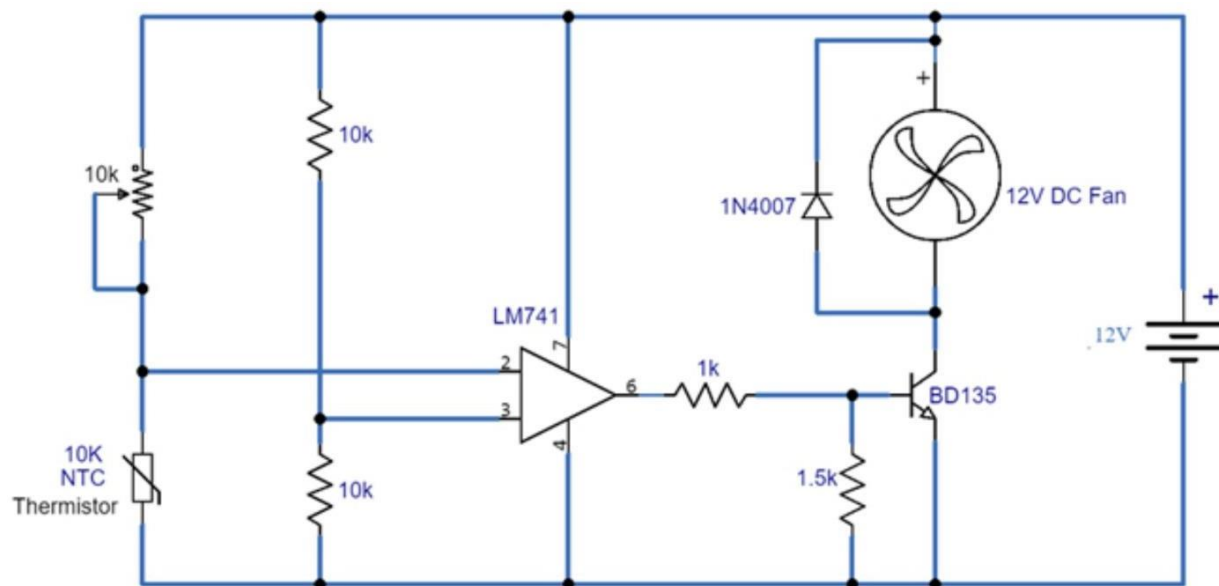 +
10k
10k
1N4007
12V DC Fan
+
LM741
7
12V
2
1k
6
BD135
3
4
10K
NTC
Thermistor
10k
1.5k